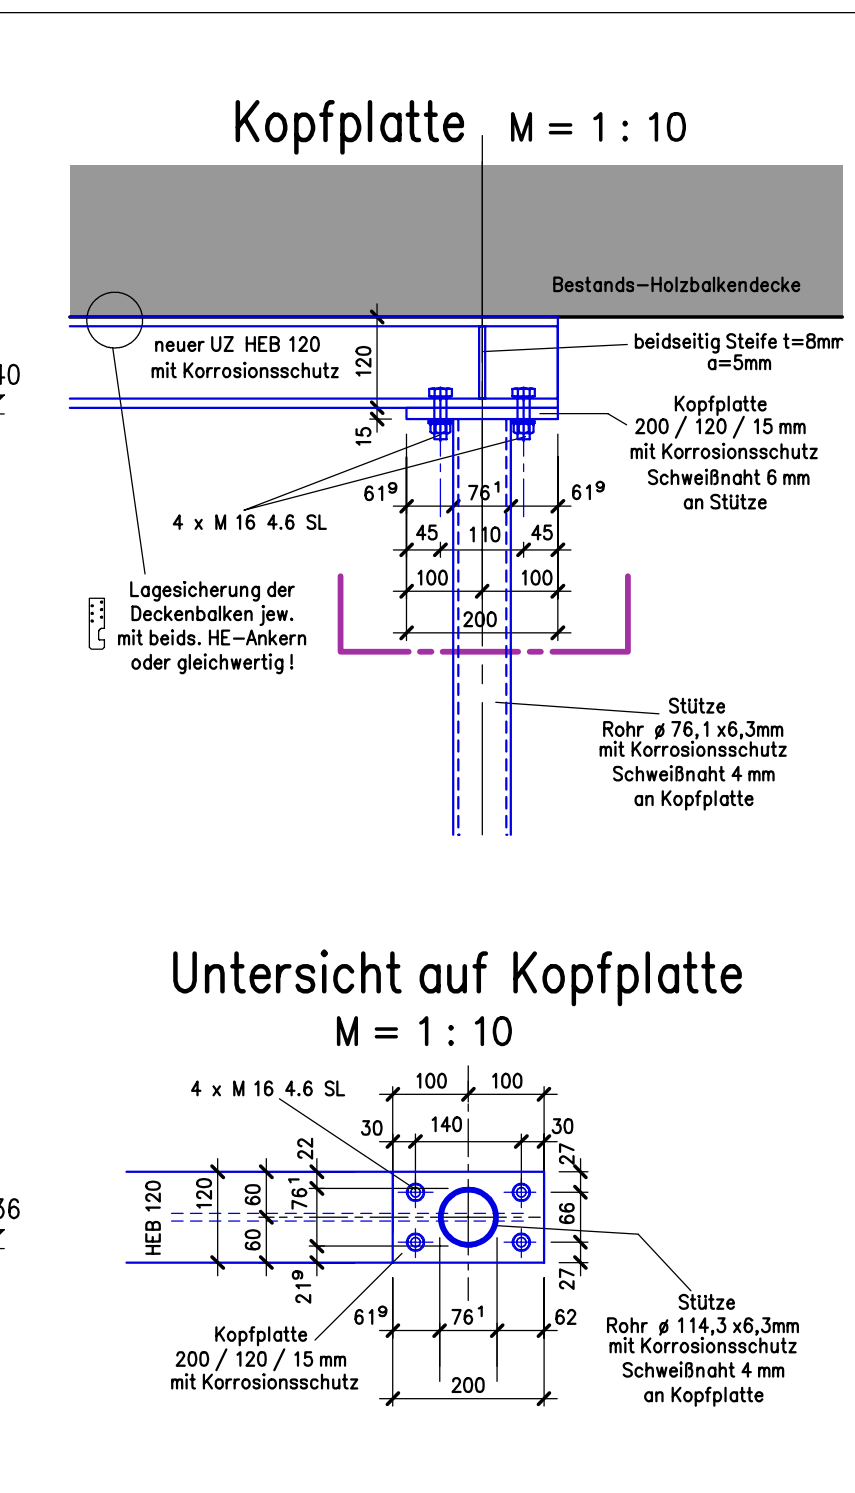 Kopfplatte M = 1 : 10
Bestands-Holzbalkendecke
neuer UZ HEB 120
mit Korrosionsschutz
120
15
beidseitig Steife t=8mm
a=5mm
Kopfplatte
200 / 120 / 15 mm
mit Korrosionsschutz
Schweißnaht 6 mm
an Stütze
40
61⁹ 76¹ 61⁹
4 x M 16 4.6 SL
45 110 45
100 100
200
Lagesicherung der
Deckenbalken jew.
mit beids. HE-Ankern
oder gleichwertig !
Stütze
Rohr ø 76,1 x6,3mm
mit Korrosionsschutz
Schweißnaht 4 mm
an Kopfplatte
Untersicht auf Kopfplatte
M = 1 : 10
4 x M 16 4.6 SL
100 100
30 140 30
22
27
36
HEB 120
120
60
60
76¹
66
21⁹
27
61⁹ 76¹ 62
200
Kopfplatte
200 / 120 / 15 mm
mit Korrosionsschutz
Stütze
Rohr ø 114,3 x6,3mm
mit Korrosionsschutz
Schweißnaht 4 mm
an Kopfplatte